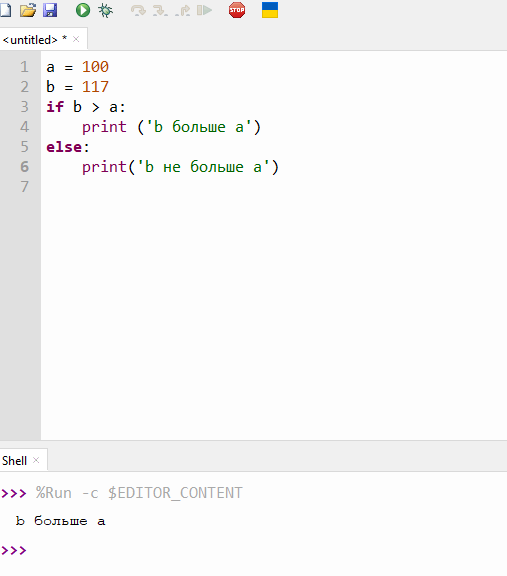 STOP
<untitled> * ×
1 a = 100
2 b = 117
3 if b > a:
4     print ('b больше a')
5 else:
6     print('b не больше a')
7
Shell ×
>>> %Run -c $EDITOR_CONTENT
b больше a
>>>